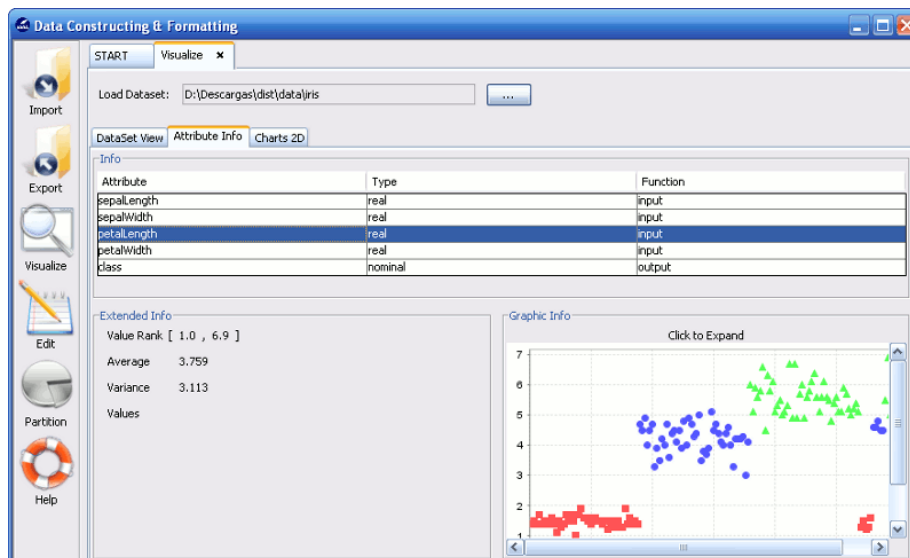 Data Constructing & Formatting
START
Visualize
Load Dataset: D:\Descargas\dist\data\iris ...
DataSet View Attribute Info Charts 2D
Info
Attribute Type Function
sepalLength real input
sepalWidth real input
petalLength real input
petalWidth real input
class nominal output
Import
Export
Visualize
Edit
Partition
Help
Extended Info
Value Rank [ 1.0 , 6.9 ]
Average 3.759
Variance 3.113
Values
Graphic Info
Click to Expand
7
6
5
4
3
2
1